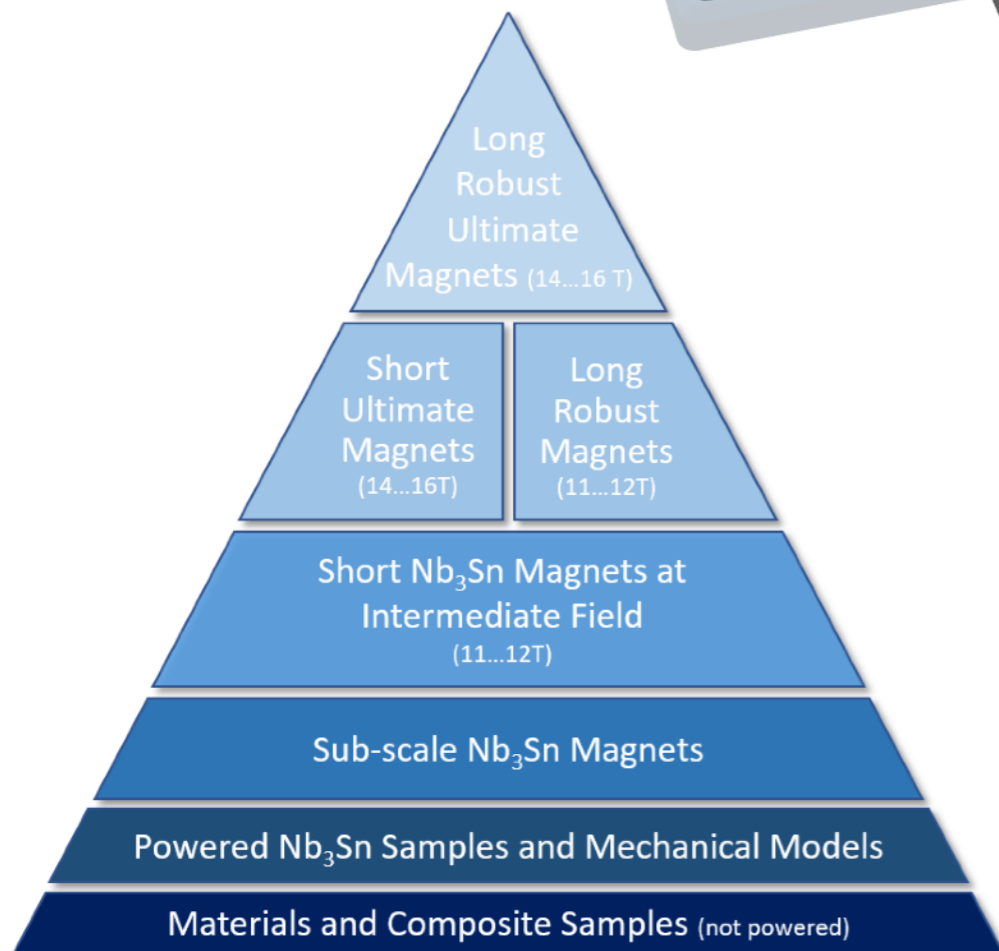 Long
Robust
Ultimate
Magnets (14...16 T)
Short
Ultimate
Magnets
(14...16T)
Long
Robust
Magnets
(11...12T)
Short Nb₃Sn Magnets at
Intermediate Field
(11...12T)
Sub-scale Nb₃Sn Magnets
Powered Nb₃Sn Samples and Mechanical Models
Materials and Composite Samples (not powered)